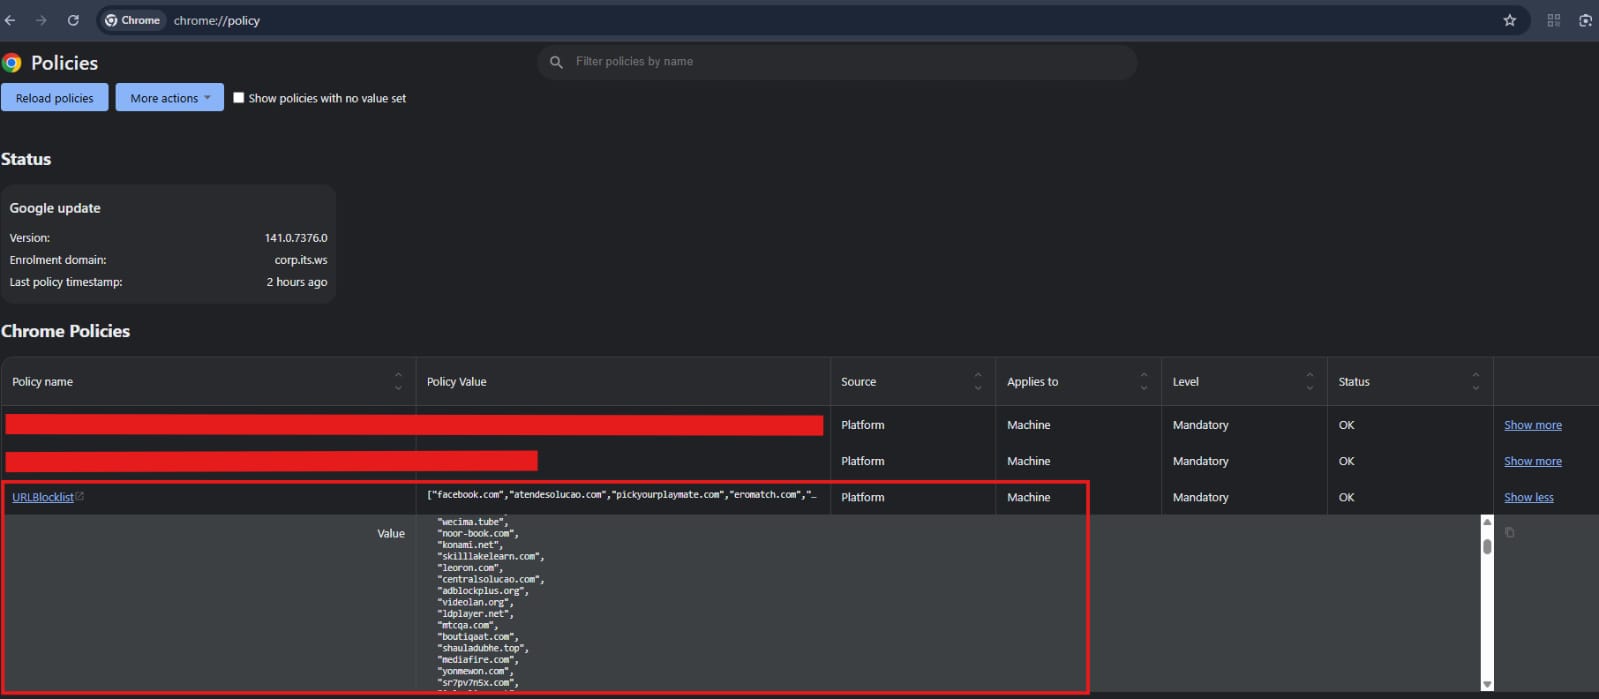 Chrome chrome://policy
Policies
Filter policies by name
Reload policies More actions Show policies with no value set
Status
Google update
Version: 141.0.7376.0
Enrolment domain: corp.its.ws
Last policy timestamp: 2 hours ago
Chrome Policies
Policy name Policy Value Source Applies to Level Status
Platform Machine Mandatory OK Show more
Platform Machine Mandatory OK Show more
URLBlocklist ["facebook.com","atendesolucao.com","pickyourplaymate.com","eromatch.com","… Platform Machine Mandatory OK Show less
Value
"wecima.tube",
"noor-book.com",
"konami.net",
"skilllakelearn.com",
"leoron.com",
"centralsolucao.com",
"adblockplus.org",
"videolan.org",
"ldplayer.net",
"mtcqa.com",
"boutiqaat.com",
"shauladubhe.top",
"mediafire.com",
"yonmewon.com",
"sr7pv7n5x.com",